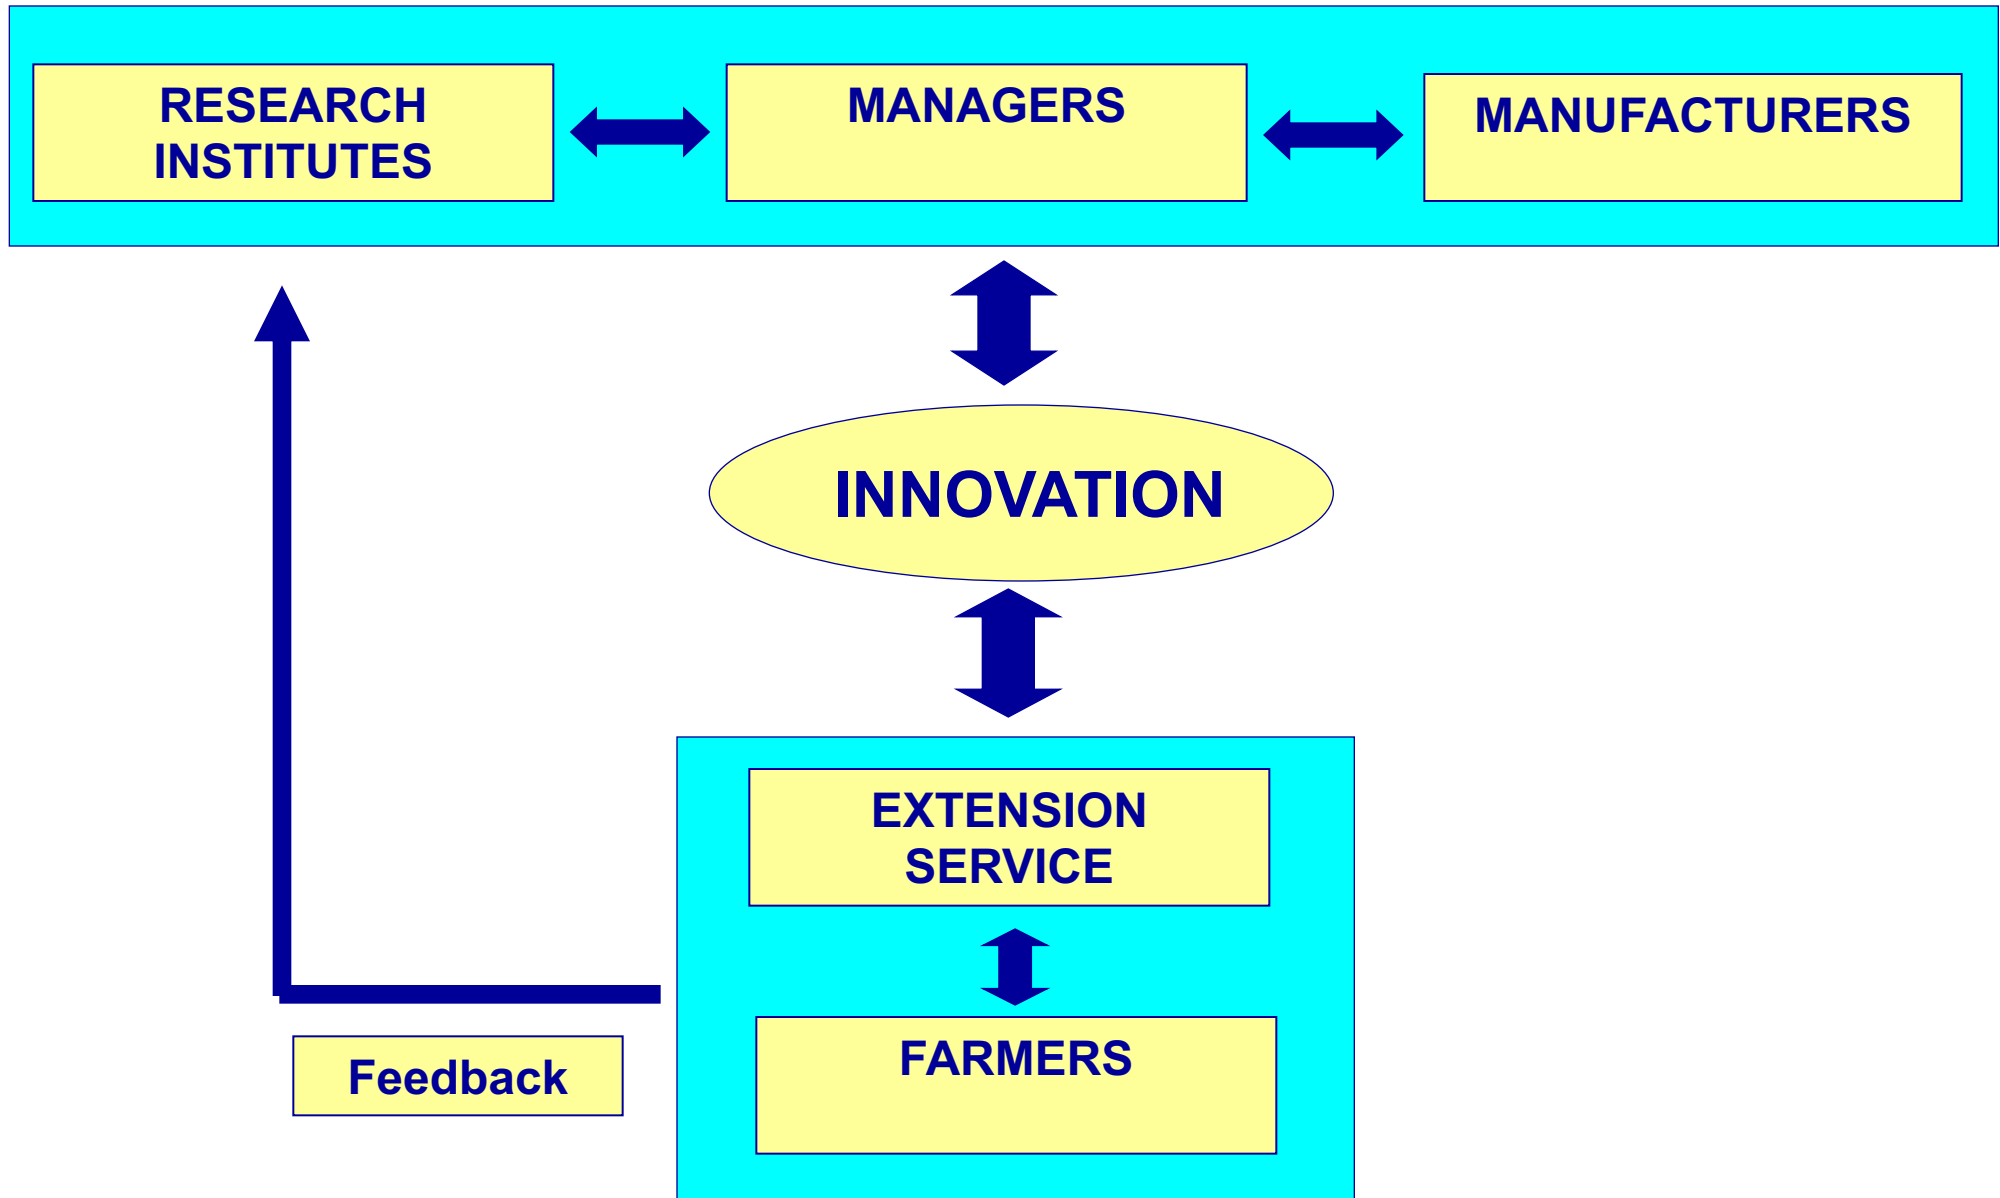 RESEARCH
INSTITUTES
MANAGERS
MANUFACTURERS
INNOVATION
EXTENSION
SERVICE
FARMERS
Feedback